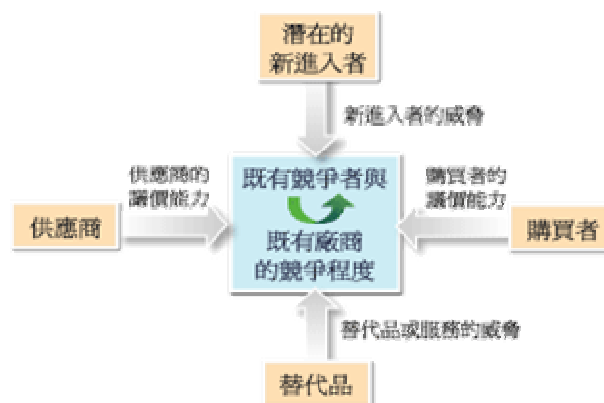 潛在的
新進入者
新進入者的威脅
供應商的
議價能力
既有競爭者與
購買者的
議價能力
供應商
既有廠商
的競爭程度
購買者
替代品或服務的威脅
替代品